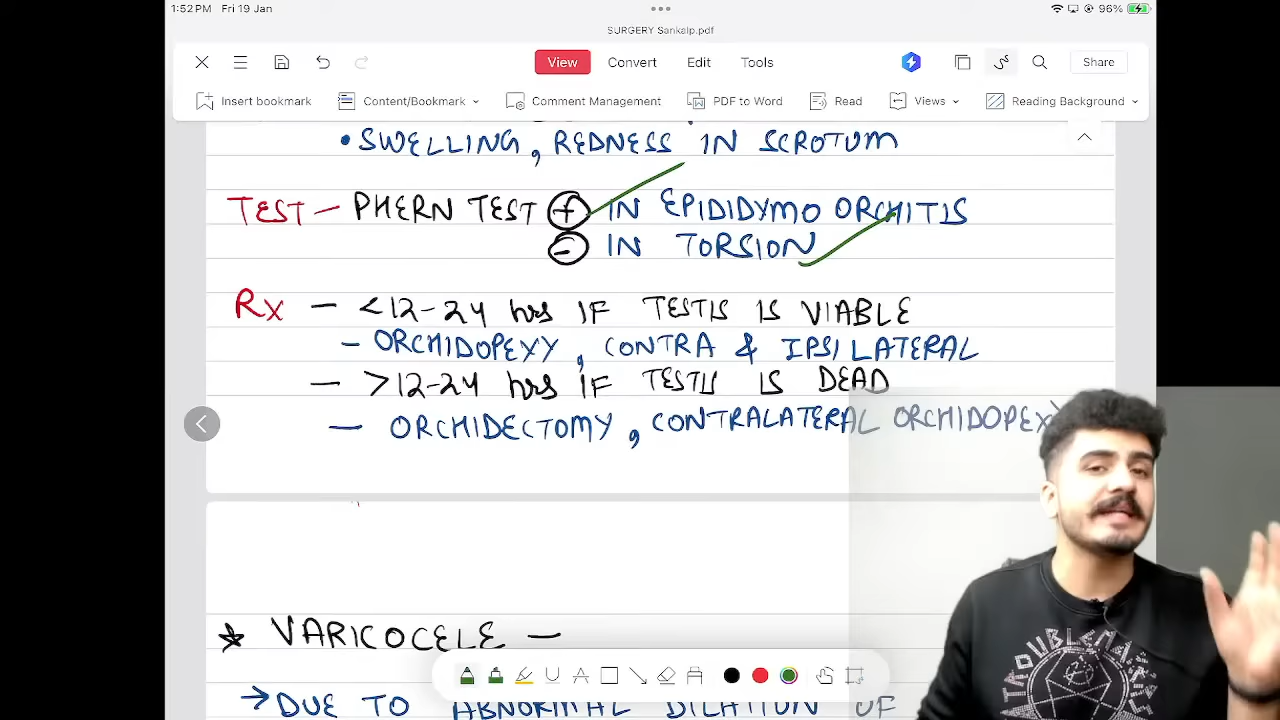 1:52 PM Fri 19 Jan
96%
SURGERY Sankalp.pdf
View Convert Edit Tools Share
Insert bookmark Content/Bookmark Comment Management PDF to Word Read Views Reading Background
• SWELLING, REDNESS IN SCROTUM
TEST — PHERN TEST + IN EPIDIDYMO ORCHITIS
- IN TORSION
Rx — <12-24 hrs IF TESTIS IS VIABLE
— ORCHIDOPEXY, CONTRA & IPSILATERAL
— >12-24 hrs IF TESTIS IS DEAD
— ORCHIDECTOMY, CONTRALATERAL ORCHIDOPEXY
★ VARICOCELE —
→ DUE TO ABNORMAL DILATION OF
TROUBLEMAKERS